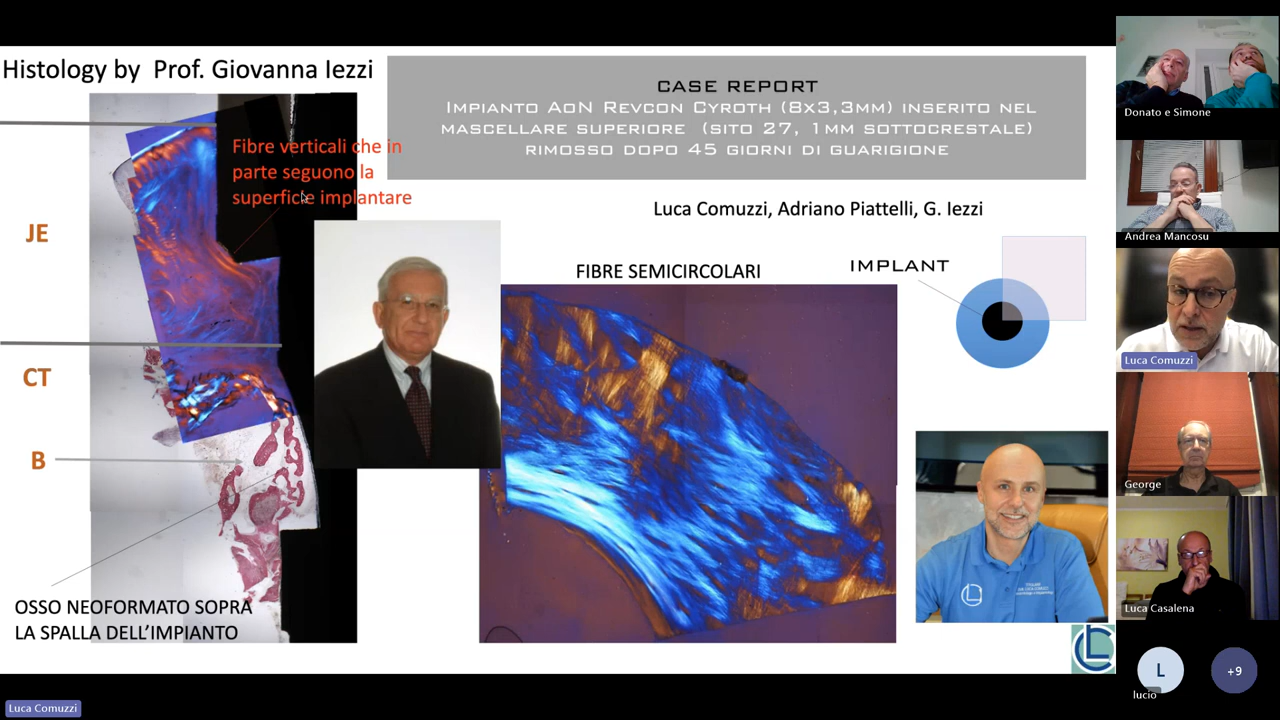 Histology by Prof. Giovanna Iezzi
CASE REPORT
IMPIANTO AON REVCON CYROTH (8X3,3MM) INSERITO NEL
MASCELLARE SUPERIORE (SITO 27, 1MM SOTTOCRESTALE)
RIMOSSO DOPO 45 GIORNI DI GUARIGIONE
Fibre verticali che in
parte seguono la
superficie implantare
Luca Comuzzi, Adriano Piattelli, G. Iezzi
JE
CT
B
FIBRE SEMICIRCOLARI
IMPLANT
OSSO NEOFORMATO SOPRA
LA SPALLA DELL'IMPIANTO
Luca Comuzzi
Donato e Simone
Andrea Mancosu
Luca Comuzzi
George
Luca Casalena
L
lucio
+9